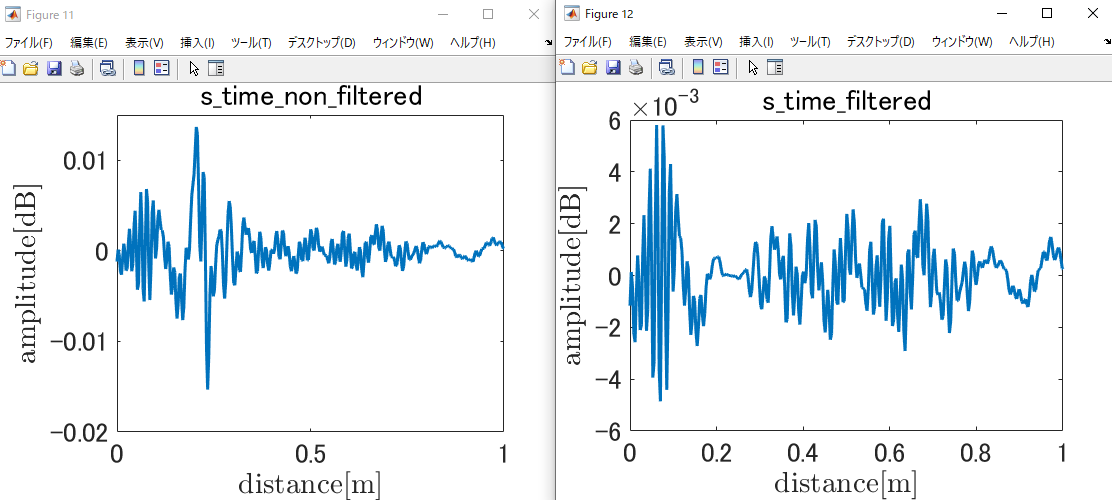 Figure 11
ファイル(F) 編集(E) 表示(V) 挿入(I) ツール(T) デスクトップ(D) ウィンドウ(W) ヘルプ(H)
s_time_non_filtered
0.01
0
-0.01
-0.02
amplitude[dB]
0 0.5 1
distance[m]
Figure 12
ファイル(F) 編集(E) 表示(V) 挿入(I) ツール(T) デスクトップ(D) ウィンドウ(W) ヘルプ(H)
s_time_filtered
×10⁻³
6
4
2
0
-2
-4
-6
amplitude[dB]
0 0.2 0.4 0.6 0.8 1
distance[m]